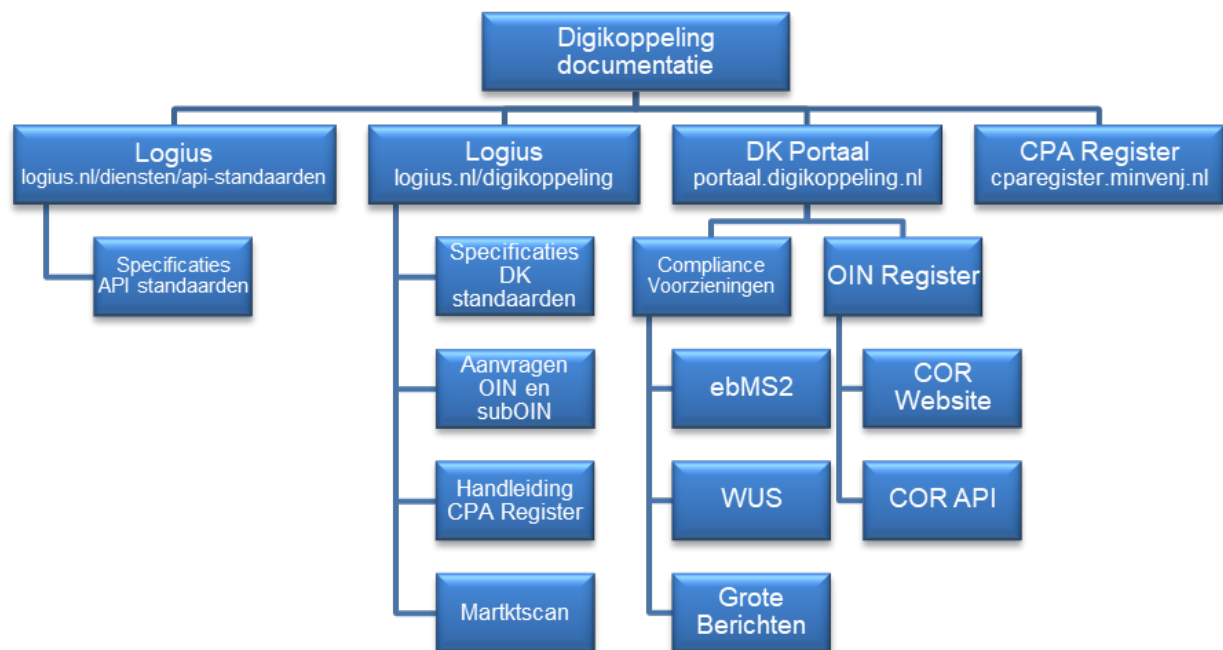 Digikoppeling
documentatie
Logius
logius.nl/diensten/api-standaarden
Logius
logius.nl/digikoppeling
DK Portaal
portaal.digikoppeling.nl
CPA Register
cparegister.minvenj.nl
Specificaties
API standaarden
Specificaties
DK
standaarden
Aanvragen
OIN en
subOIN
Handleiding
CPA Register
Martktscan
Compliance
Voorzieningen
ebMS2
WUS
Grote
Berichten
OIN Register
COR
Website
COR API